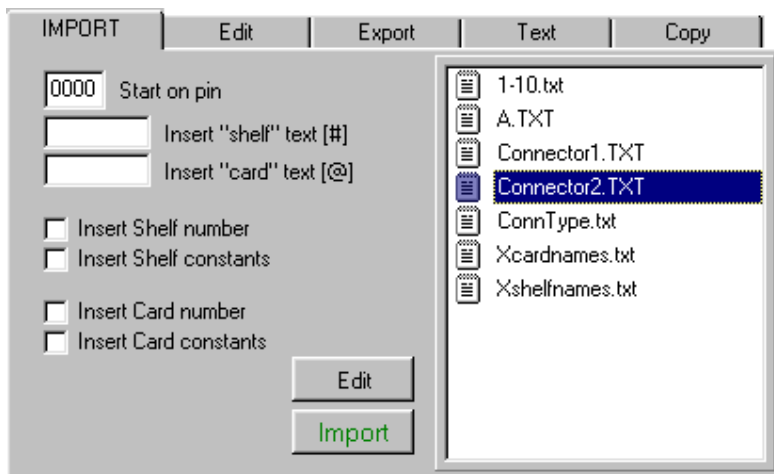 IMPORT Edit Export Text Copy
0000 Start on pin
Insert "shelf" text [#]
Insert "card" text [@]
Insert Shelf number
Insert Shelf constants
Insert Card number
Insert Card constants
Edit
Import
1-10.txt
A.TXT
Connector1.TXT
Connector2.TXT
ConnType.txt
Xcardnames.txt
Xshelfnames.txt